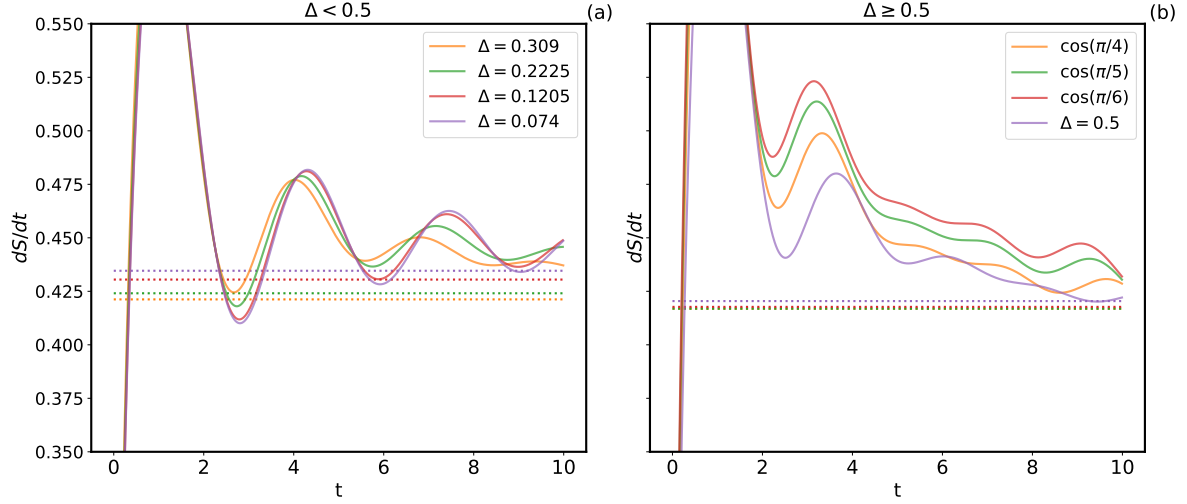 Δ < 0.5
(a)
dS/dt
0.550
0.525
0.500
0.475
0.450
0.425
0.400
0.375
0.350
Δ = 0.309
Δ = 0.2225
Δ = 0.1205
Δ = 0.074
0 2 4 6 8 10
t
Δ ≥ 0.5
(b)
dS/dt
cos(π/4)
cos(π/5)
cos(π/6)
Δ = 0.5
0 2 4 6 8 10
t